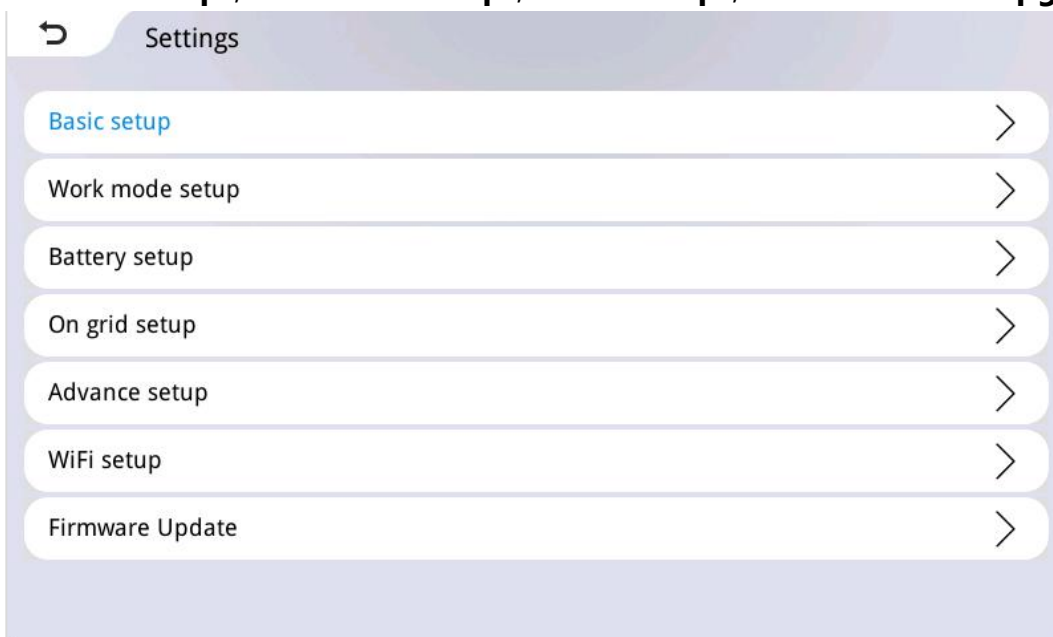 Settings
Basic setup
Work mode setup
Battery setup
On grid setup
Advance setup
WiFi setup
Firmware Update